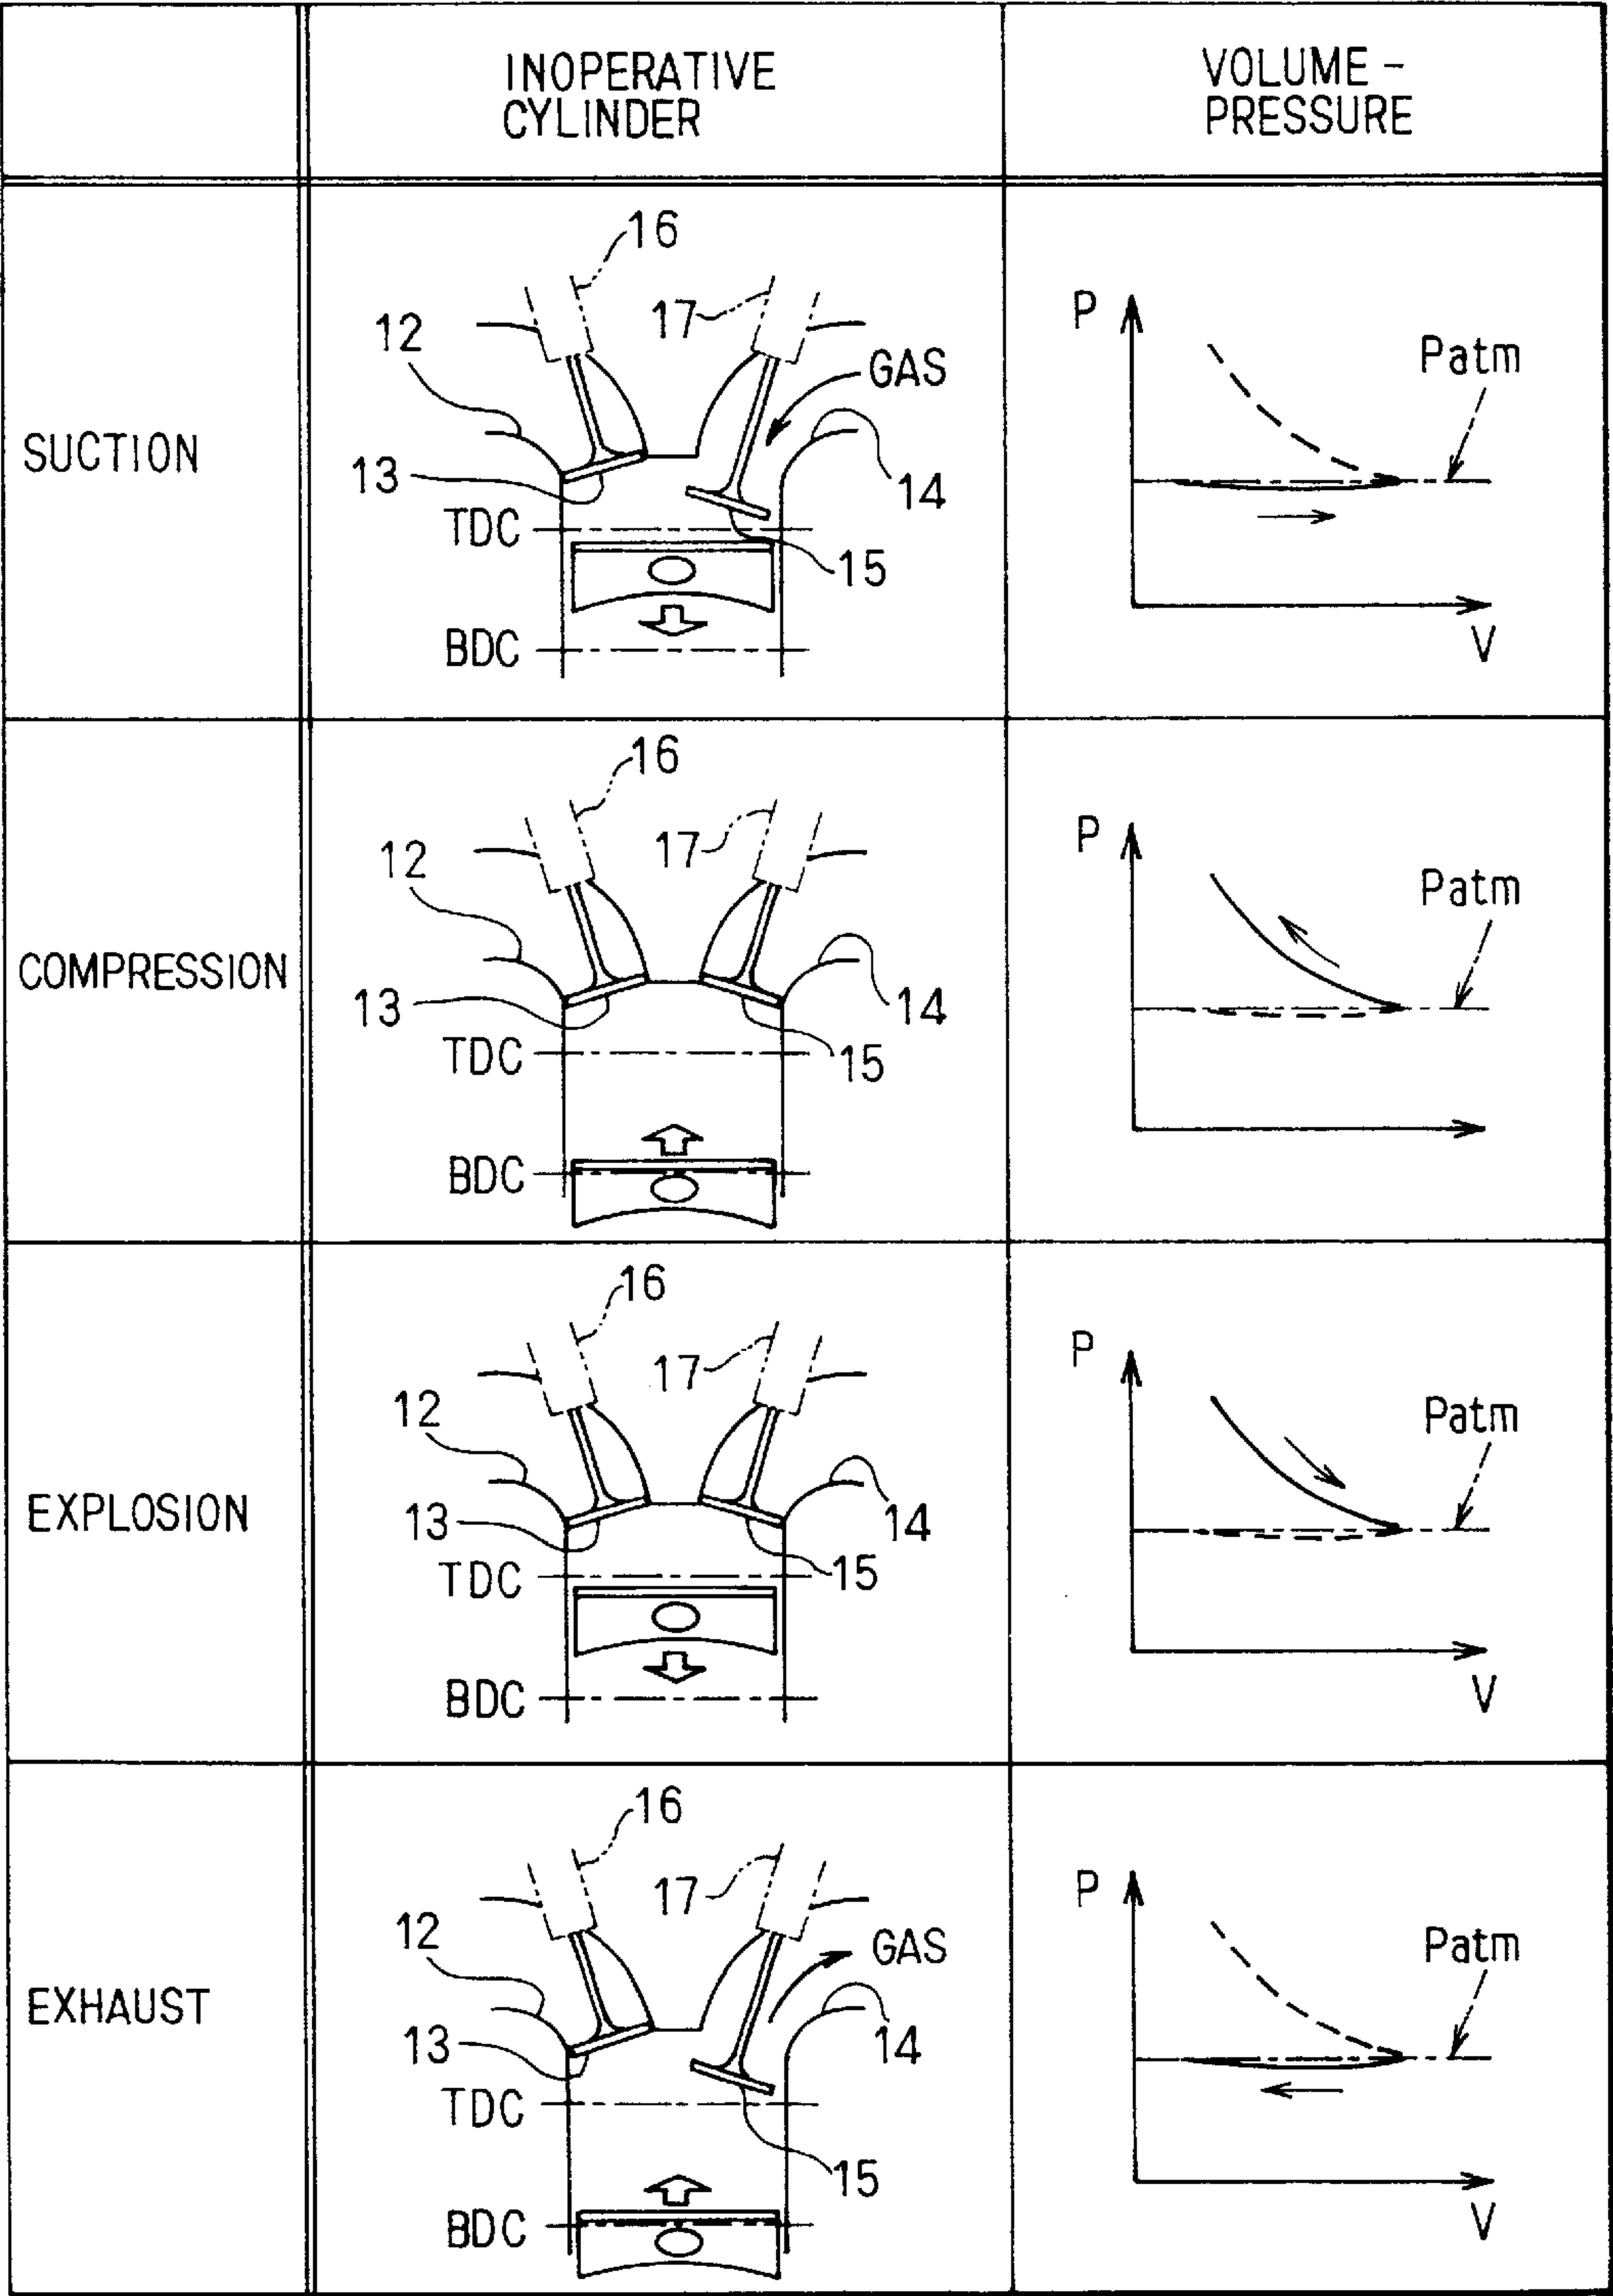 INOPERATIVE
CYLINDER
VOLUME -
PRESSURE
SUCTION
16
12
17
GAS
13
14
TDC
15
BDC
P
Patm
V
COMPRESSION
16
12
17
13
14
TDC
15
BDC
P
Patm
EXPLOSION
16
12
17
13
14
TDC
15
BDC
P
Patm
V
EXHAUST
16
12
17
GAS
13
14
TDC
15
BDC
P
Patm
V